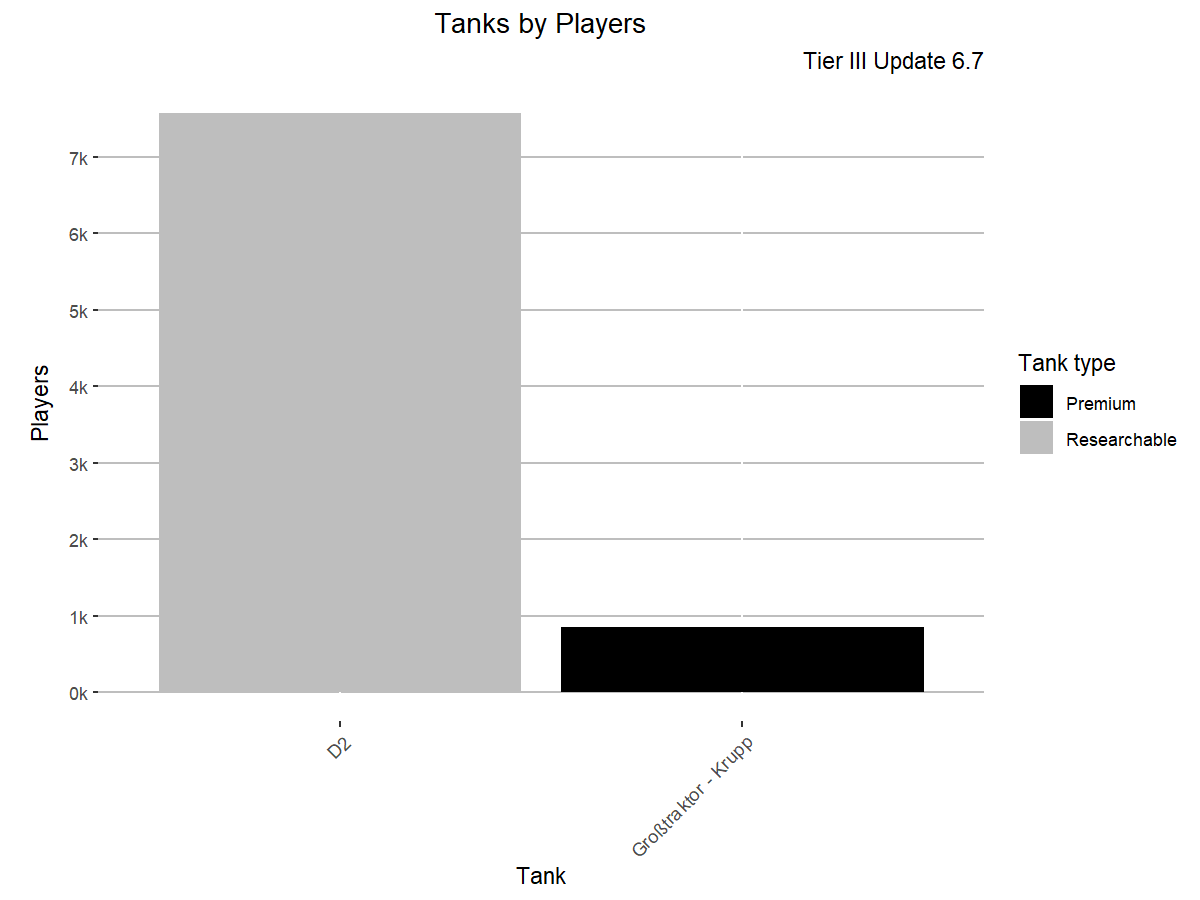 Tanks by Players
Tier III Update 6.7
Players
7k
6k
5k
4k
3k
2k
1k
0k
D2
Großtraktor - Krupp
Tank
Tank type
Premium
Researchable